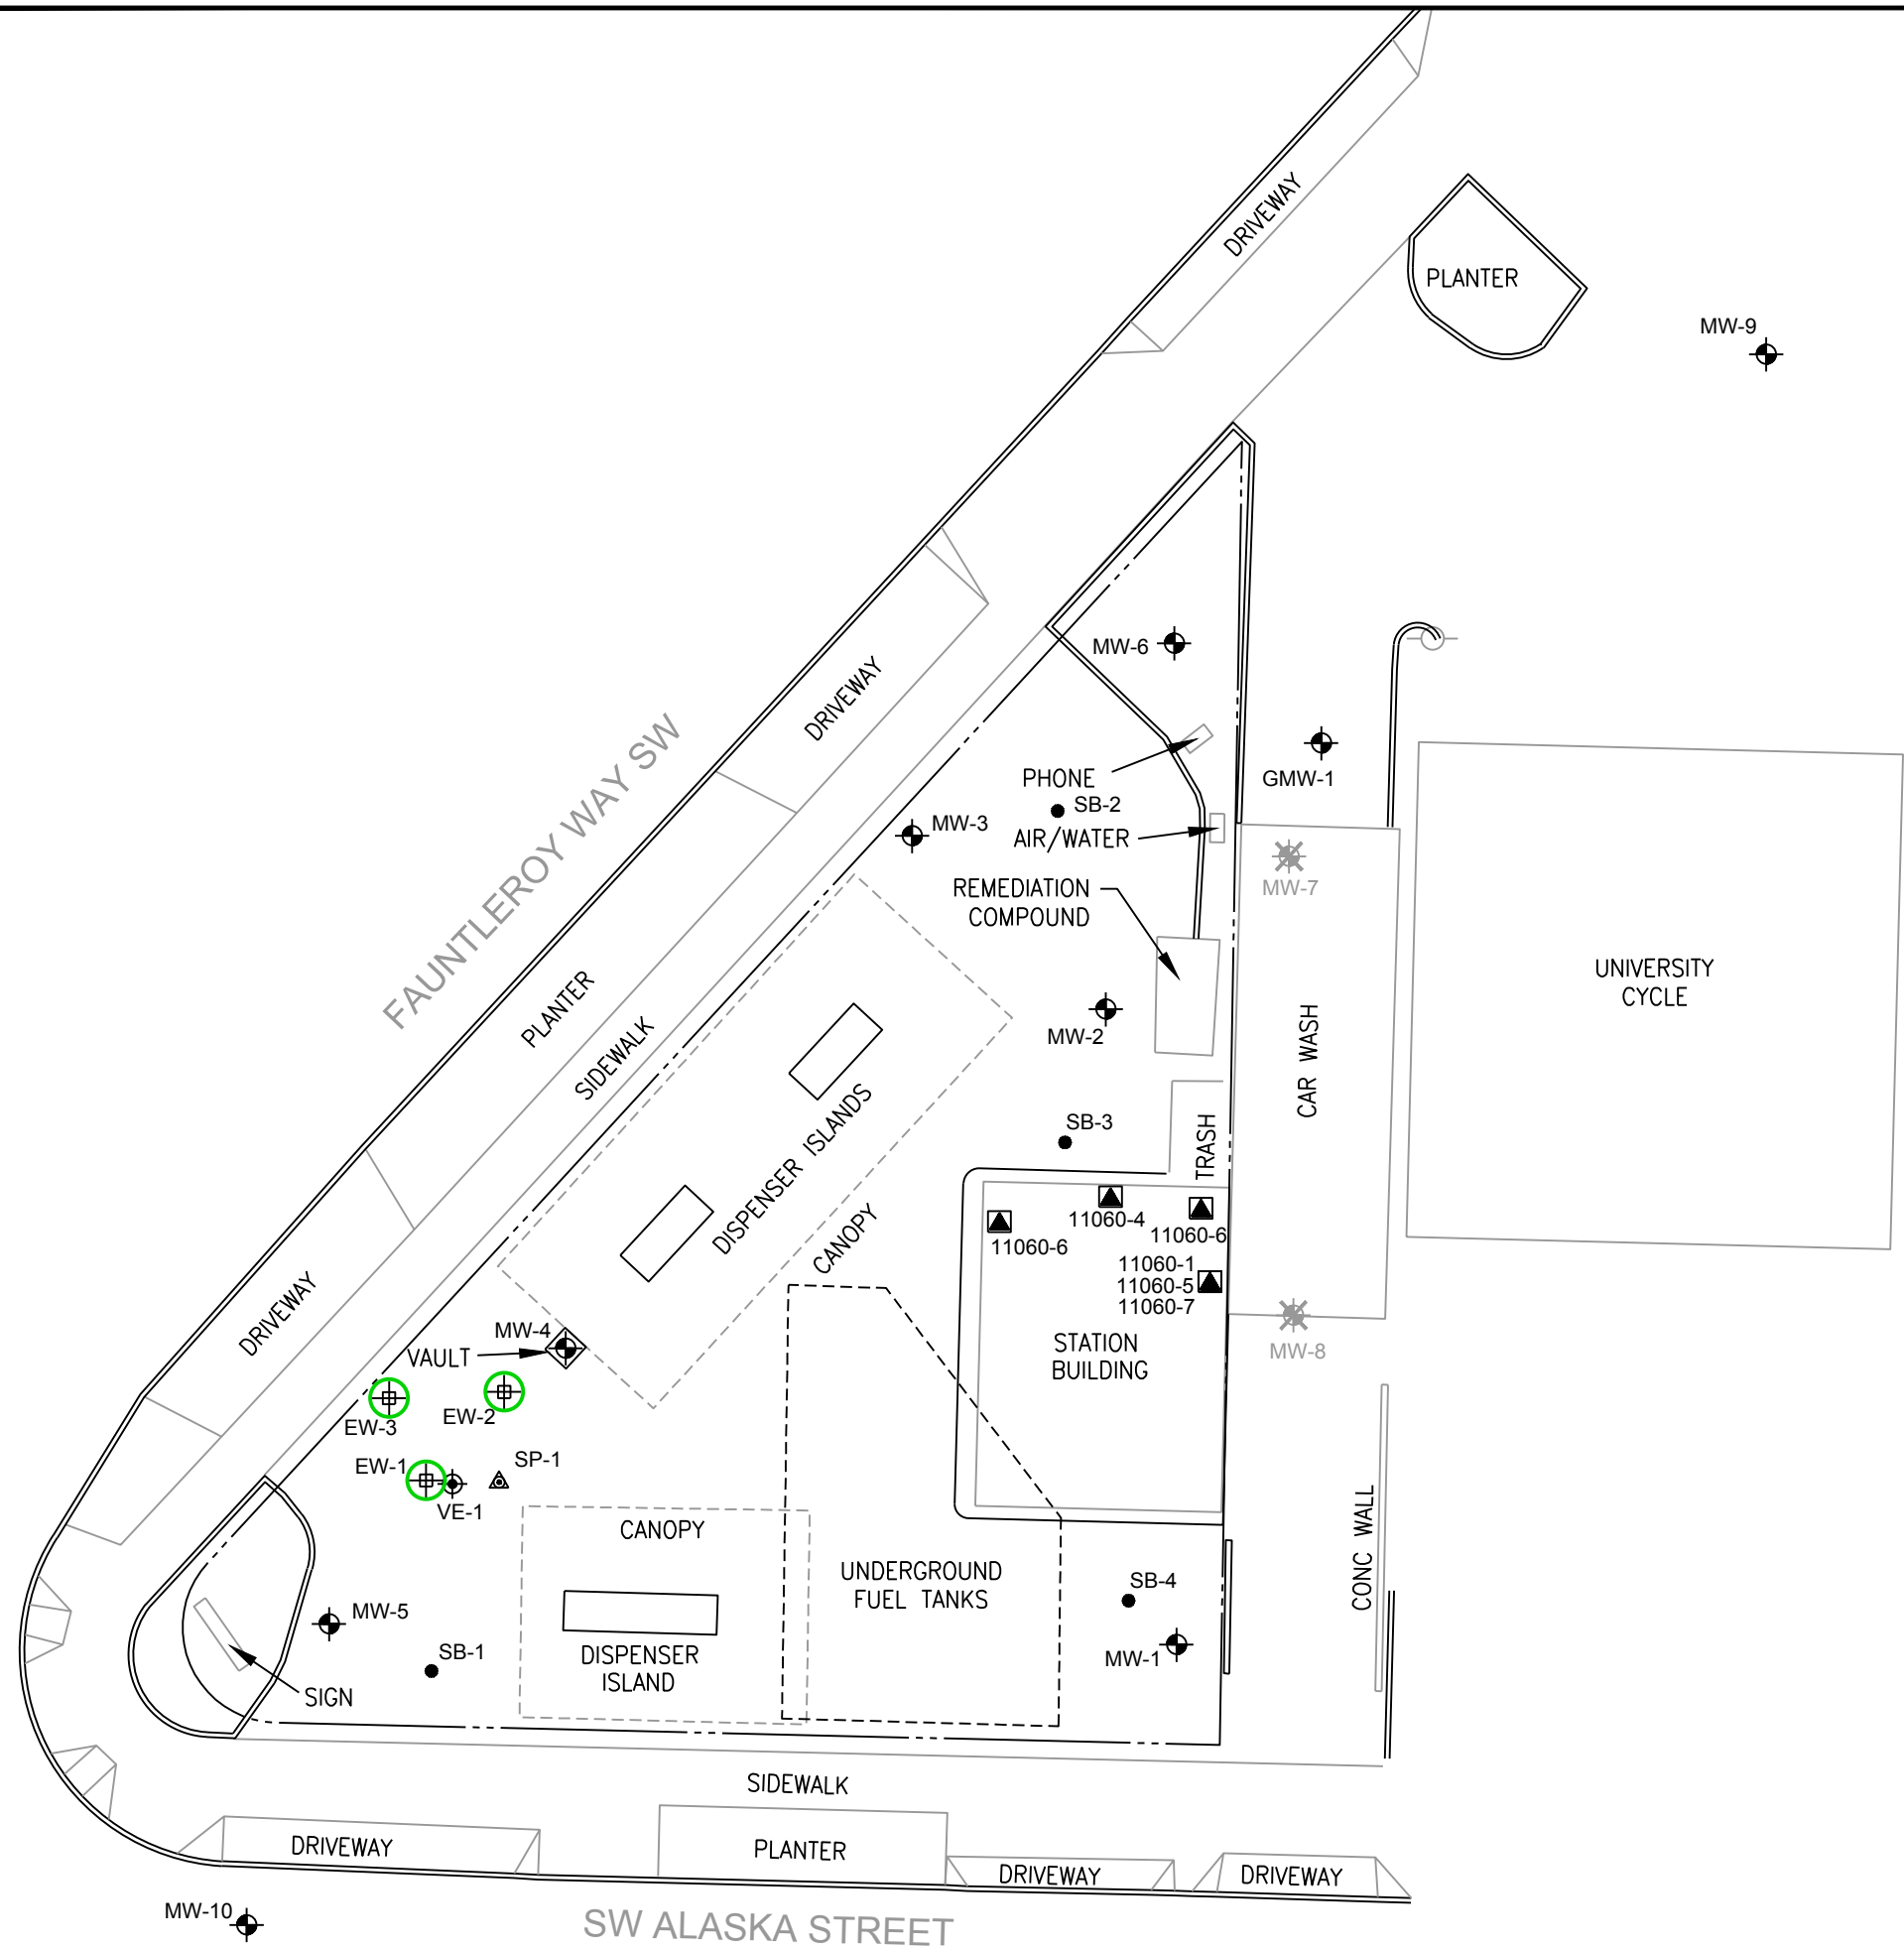 DRIVEWAY
PLANTER
MW-9
MW-6
DRIVEWAY
FAUNTLEROY WAY SW
GMW-1
PHONE
SB-2
MW-3
AIR/WATER
MW-7
REMEDIATION
COMPOUND
UNIVERSITY
CYCLE
PLANTER
SIDEWALK
MW-2
CAR WASH
DISPENSER ISLANDS
SB-3
TRASH
CANOPY
11060-4
11060-6
11060-6
11060-1
11060-5
11060-7
DRIVEWAY
MW-4
VAULT
STATION
BUILDING
MW-8
EW-3
EW-2
EW-1
SP-1
VE-1
CANOPY
CONC WALL
UNDERGROUND
FUEL TANKS
SB-4
MW-5
SB-1
DISPENSER
ISLAND
MW-1
SIGN
SIDEWALK
DRIVEWAY
PLANTER
DRIVEWAY
DRIVEWAY
MW-10
SW ALASKA STREET